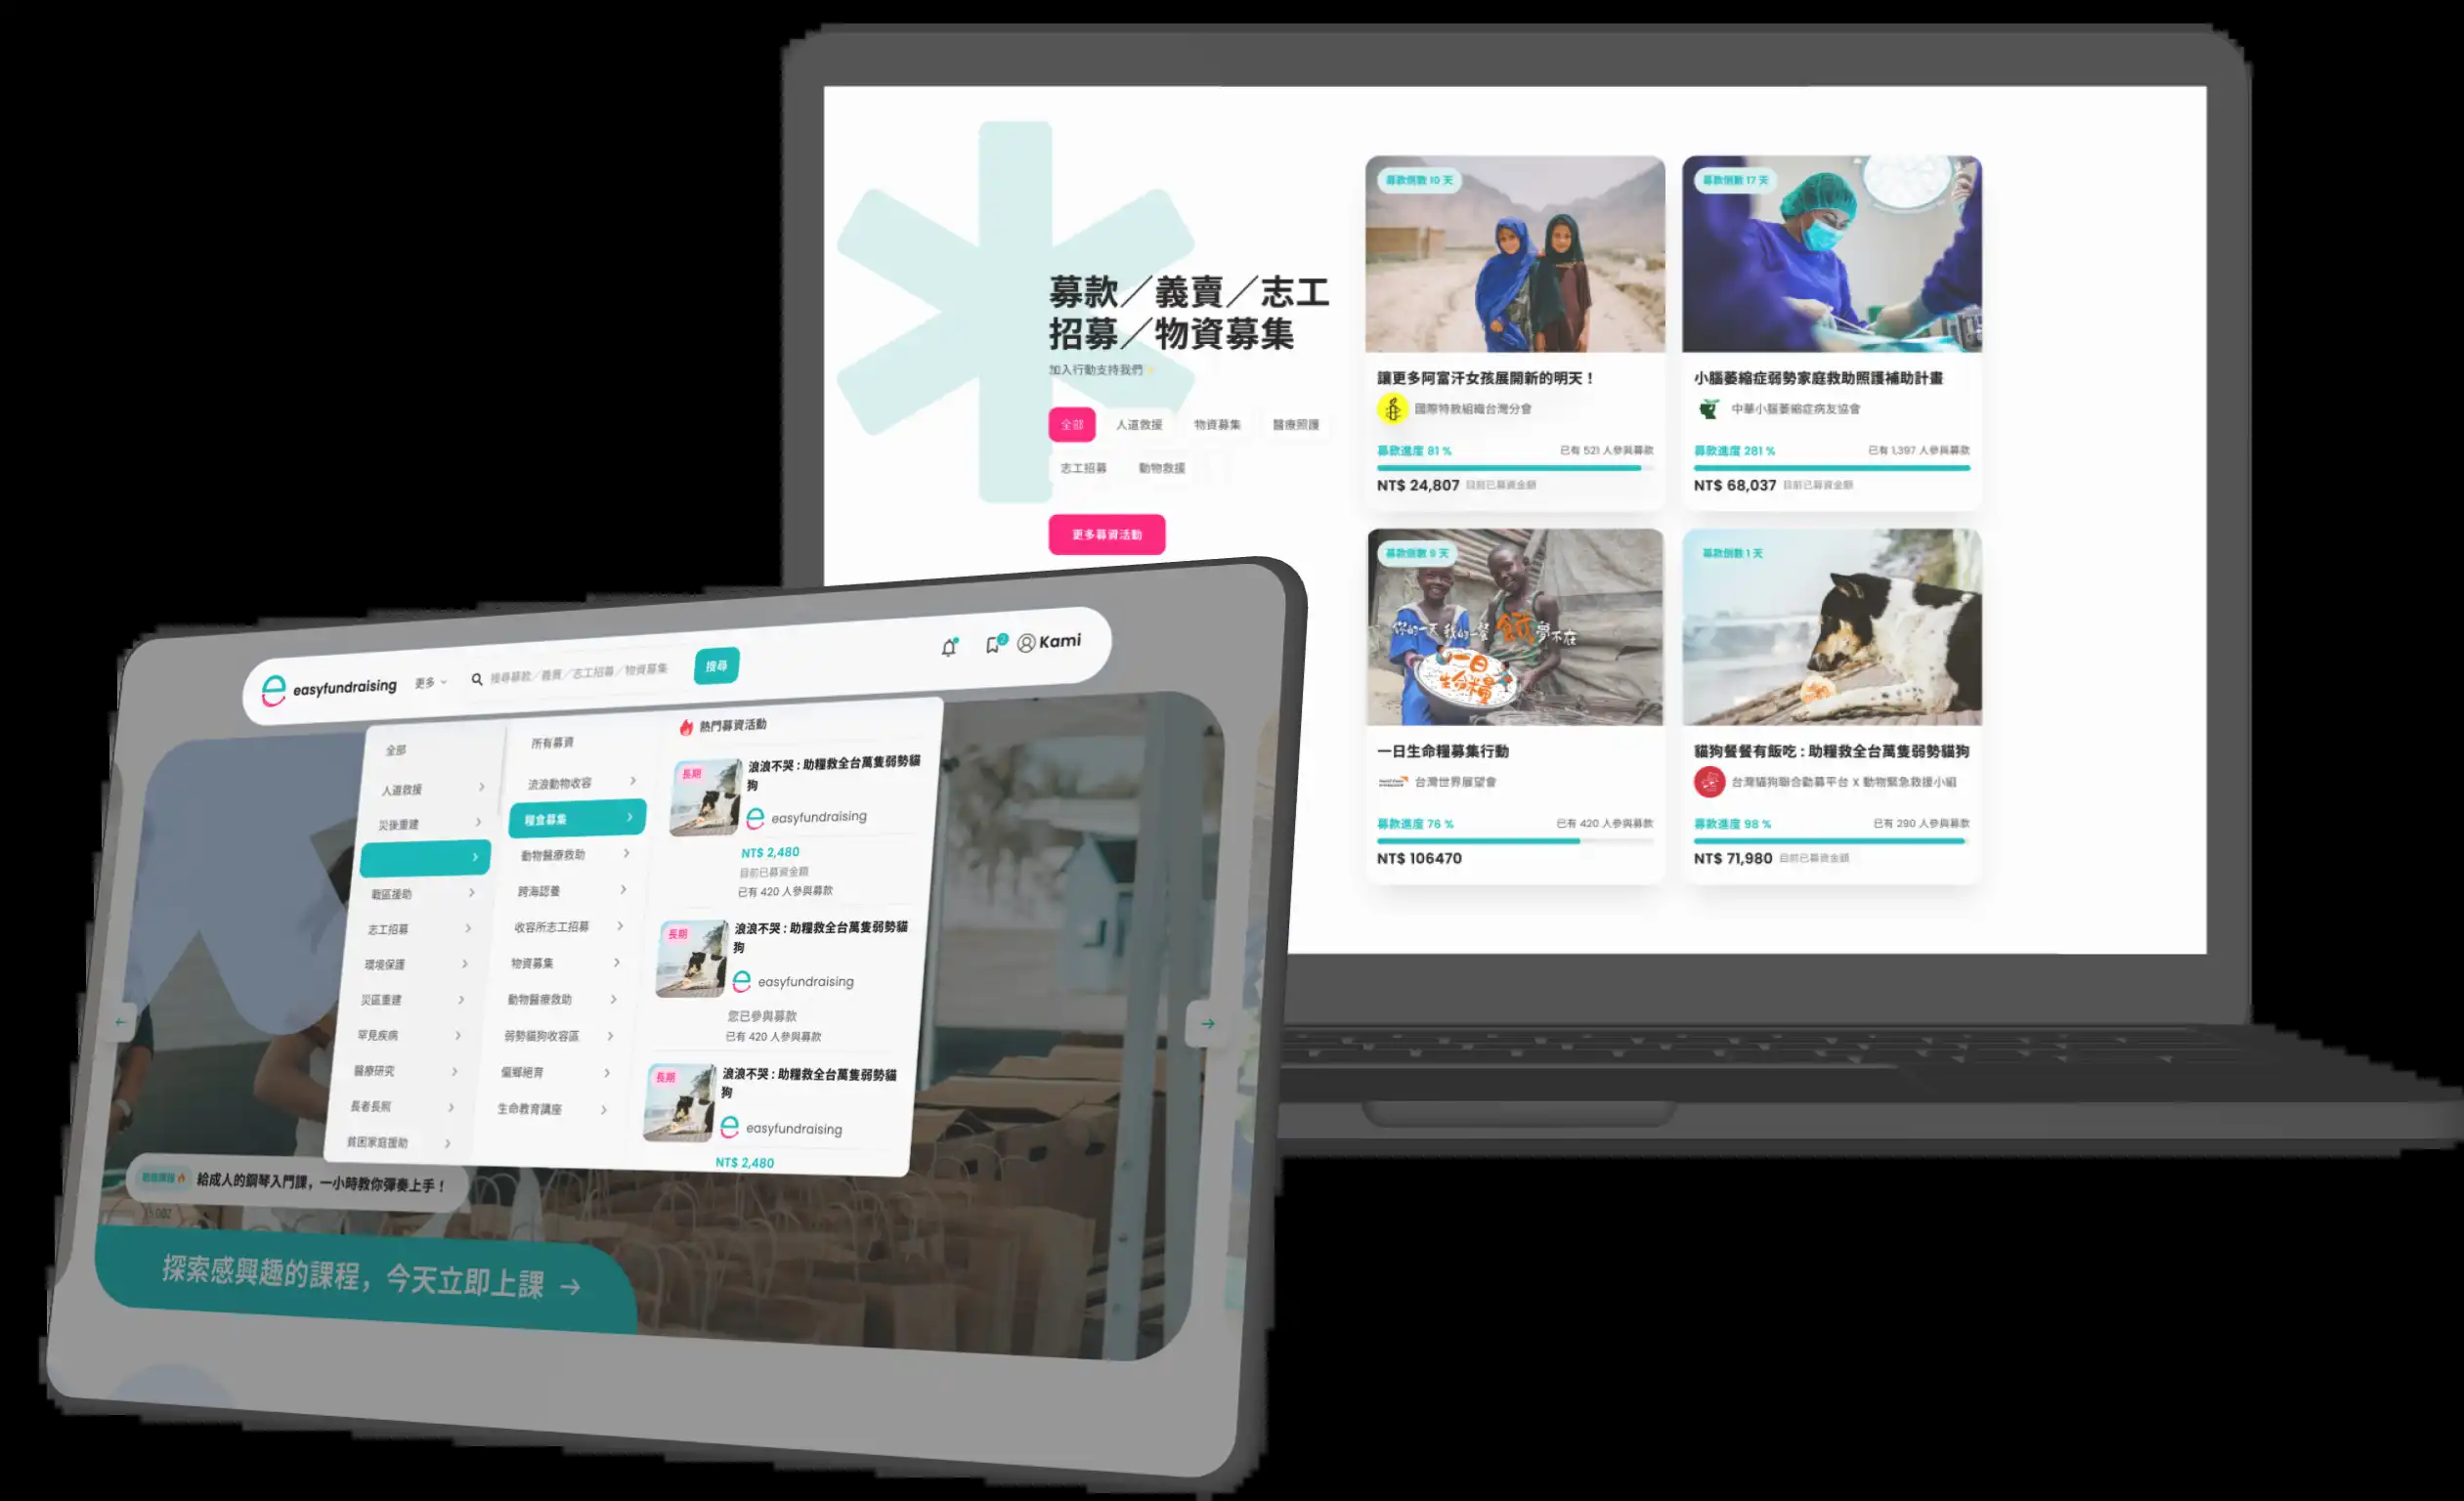 募款／義賣／志工
招募／物資募集
加入行動支持我們
全部
人道救援
物資募集
醫療照護
志工招募
動物救援
更多募資活動
募款倒數 10 天
讓更多阿富汗女孩展開新的明天！
國際特赦組織台灣分會
募款進度 81 %
已有 521 人參與募款
NT$ 24,807 目前已募資金額
募款倒數 17 天
小腦萎縮症弱勢家庭救助照護補助計畫
中華小腦萎縮症病友協會
募款進度 281 %
已有 1,397 人參與募款
NT$ 68,037 目前已募資金額
募款倒數 9 天
你的一天 我的一餐 餓夢不在
一日
生命糧
一日生命糧募集行動
台灣世界展望會
募款進度 76 %
已有 420 人參與募款
NT$ 106470
募款倒數 1 天
貓狗餐餐有飯吃 : 助糧救全台萬隻弱勢貓狗
台灣貓狗聯合勸募平台 X 動物緊急救援小組
募款進度 98 %
已有 290 人參與募款
NT$ 71,980 目前已募資金額
easyfundraising
更多
搜尋募款／義賣／志工招募／物資募集
搜尋
2
Kami
全部
人道救援
災後重建
戰區援助
志工招募
環境保護
災區重建
罕見疾病
醫療研究
長者長照
貧困家庭援助
所有募資
流浪動物收容
糧食募集
動物醫療救助
跨海認養
收容所志工招募
物資募集
動物醫療救助
弱勢貓狗收容區
偏鄉絕育
生命教育講座
熱門募資活動
長期
浪浪不哭 : 助糧救全台萬隻弱勢貓
狗
easyfundraising
NT$ 2,480
目前已募資金額
已有 420 人參與募款
長期
浪浪不哭 : 助糧救全台萬隻弱勢貓
狗
easyfundraising
您已參與募款
已有 420 人參與募款
長期
浪浪不哭 : 助糧救全台萬隻弱勢貓
狗
easyfundraising
NT$ 2,480
給成人的鋼琴入門課，一小時教你彈奏上手！
探索感興趣的課程，今天立即上課 →